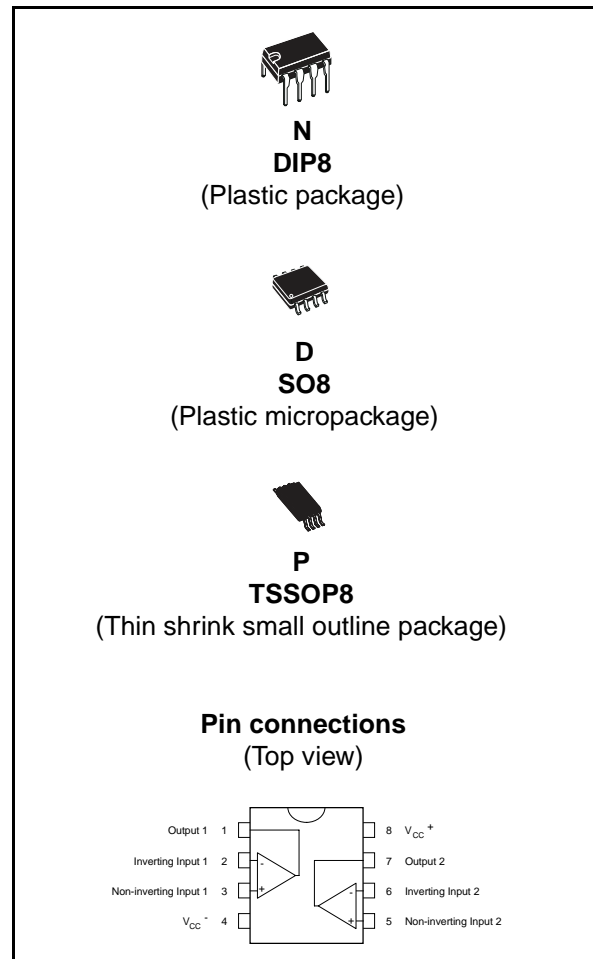 N
DIP8
(Plastic package)
D
SO8
(Plastic micropackage)
P
TSSOP8
(Thin shrink small outline package)
Pin connections
(Top view)
Output 1 1
Inverting Input 1 2
Non-inverting Input 1 3
VCC - 4
8 VCC +
7 Output 2
6 Inverting Input 2
5 Non-inverting Input 2
-
+
-
+